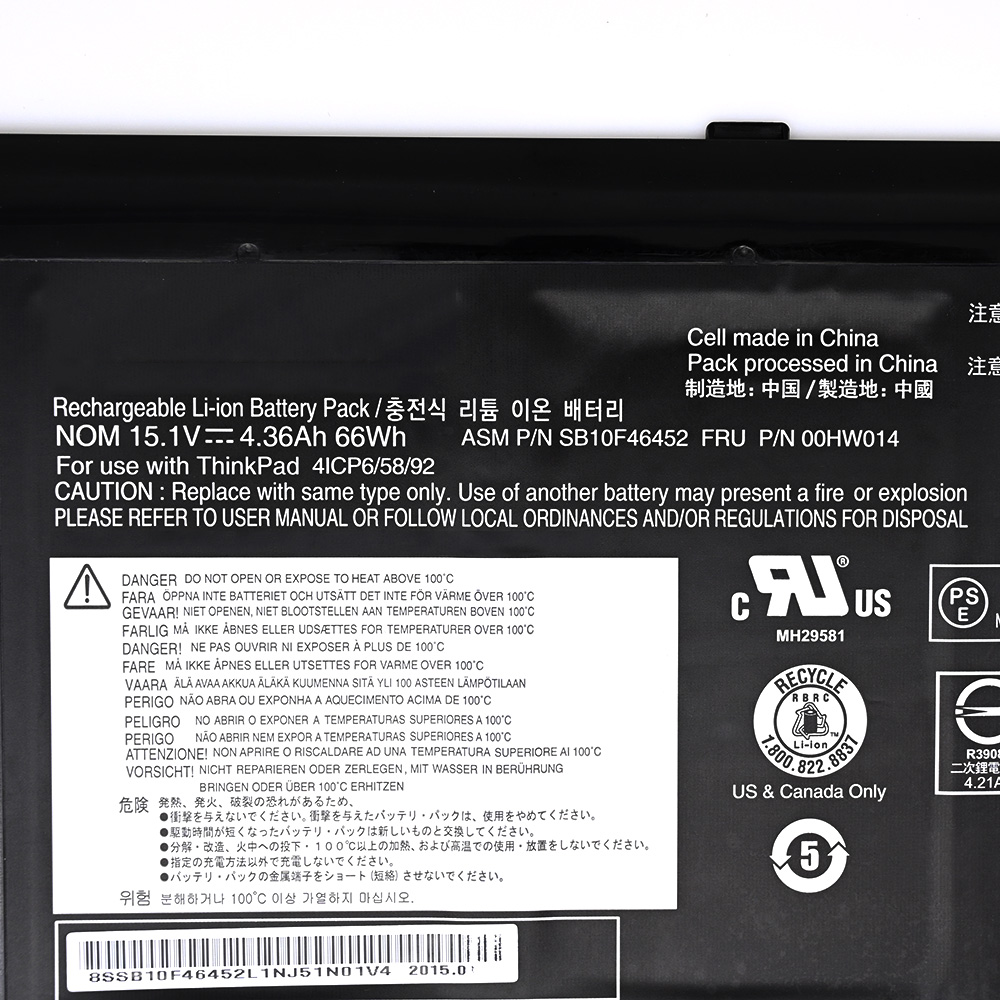 注意
Cell made in China
Pack processed in China
注意
制造地: 中国 / 製造地: 中國
Rechargeable Li-ion Battery Pack / 충전식 리튬 이온 배터리
NOM 15.1V⎓ 4.36Ah 66Wh ASM P/N SB10F46452 FRU P/N 00HW014
For use with ThinkPad 4ICP6/58/92
CAUTION : Replace with same type only. Use of another battery may present a fire or explosion
PLEASE REFER TO USER MANUAL OR FOLLOW LOCAL ORDINANCES AND/OR REGULATIONS FOR DISPOSAL
DANGER DO NOT OPEN OR EXPOSE TO HEAT ABOVE 100°C
FARA ÖPPNA INTE BATTERIET OCH UTSÄTT DET INTE FÖR VÄRME ÖVER 100°C
GEVAAR! NIET OPENEN, NIET BLOOTSTELLEN AAN TEMPERATUREN BOVEN 100°C
FARLIG MÅ IKKE ÅBNES ELLER UDSÆTTES FOR TEMPERATURER OVER 100°C
DANGER! NE PAS OUVRIR NI EXPOSER À PLUS DE 100°C
FARE MÅ IKKE ÅPNES ELLER UTSETTES FOR VARME OVER 100°C
VAARA ÄLÄ AVAA AKKUA ÄLÄKÄ KUUMENNA SITÄ YLI 100 ASTEEN LÄMPÖTILAAN
PERIGO NÃO ABRA OU EXPONHA A AQUECIMENTO ACIMA DE 100°C
PELIGRO NO ABRIR O EXPONER A TEMPERATURAS SUPERIORES A 100°C
PERIGO NÃO ABRIR NEM EXPOR A TEMPERATURAS SUPERIORES A 100°C
ATTENZIONE! NON APRIRE O RISCALDARE AD UNA TEMPERATURA SUPERIORE AI 100°C
VORSICHT! NICHT REPARIEREN ODER ZERLEGEN, MIT WASSER IN BERÜHRUNG
BRINGEN ODER ÜBER 100°C ERHITZEN
危険 発熱、発火、破裂の恐れがあるため、
●衝撃を与えないでください。衝撃を与えたバッテリ・パックは、使用をやめてください。
●駆動時間が短くなったバッテリ・パックは新しいものと交換してください。
●分解・改造、火中への投下・100℃以上の加熱、および高温での使用・放置をしないでください。
●指定の充電方法以外で充電しないでください。
●バッテリ・パックの金属端子をショート (短絡) させないでください。
위험 분해하거나 100℃ 이상 가열하지 마십시오.
C RU® US
MH29581
PS
E
RECYCLE
RBRC
Li-ion
TM
1.800.822.8837
US & Canada Only
R3908
二次鋰電
4.21A
5
8SSB10F46452L1NJ51N01V4 2015.0